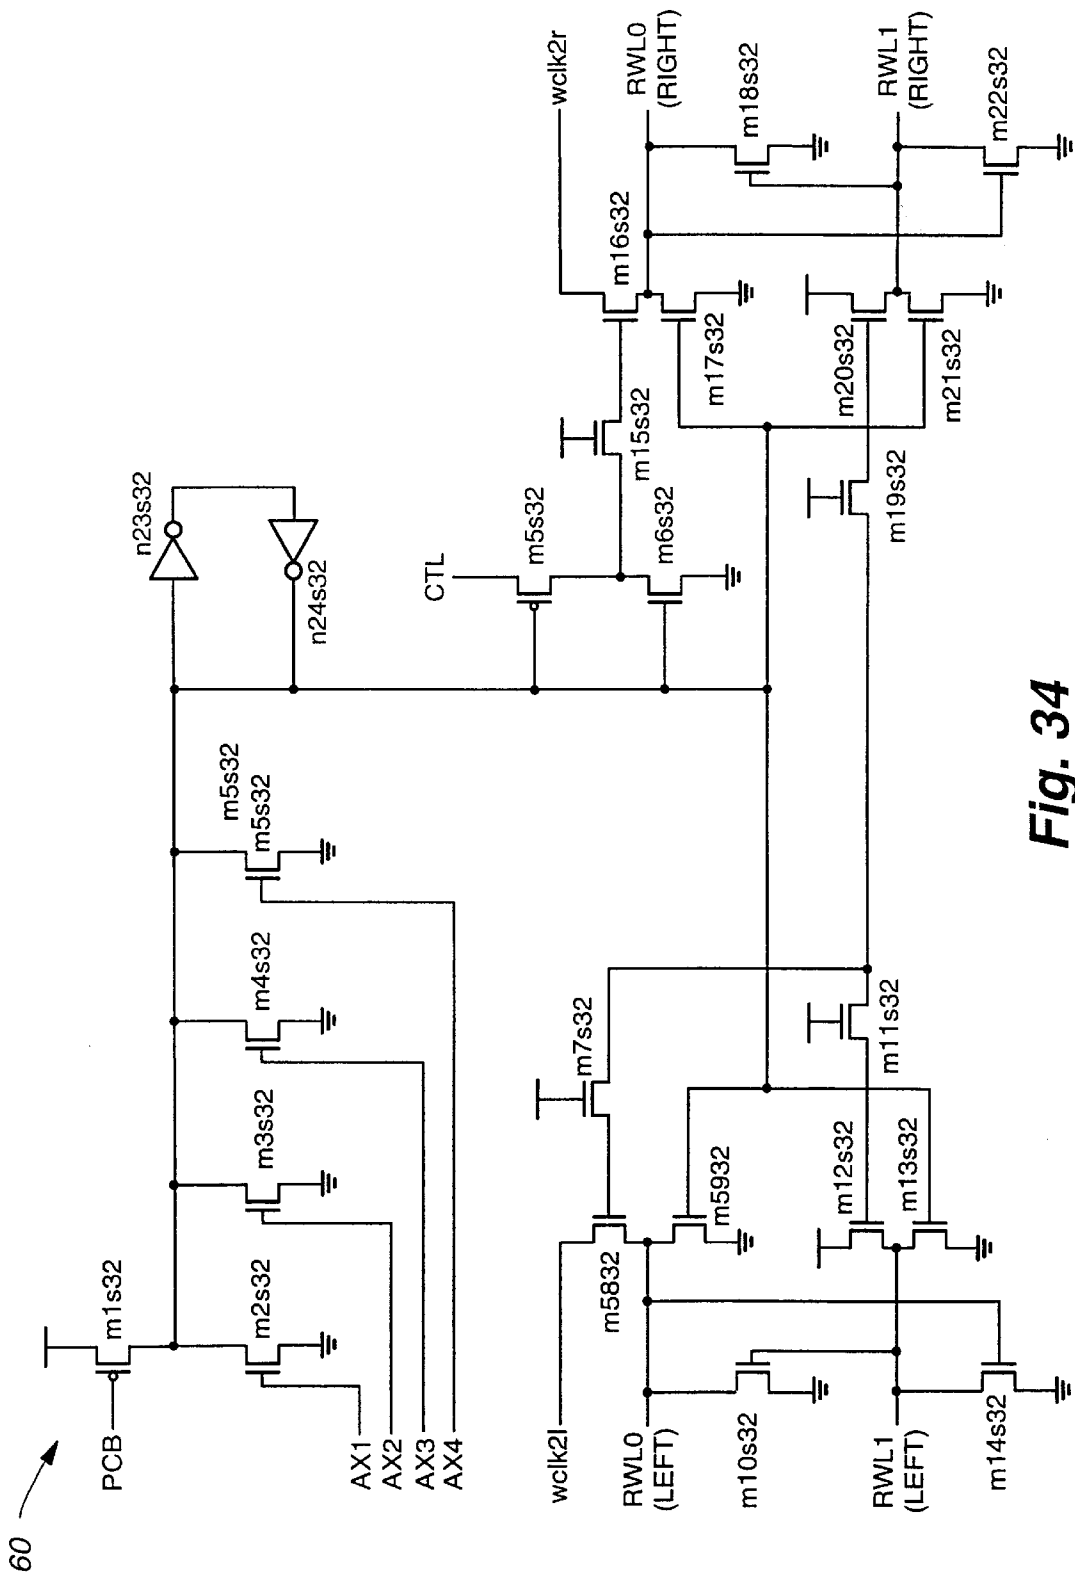 60
PCB
m1s32
m2s32
m3s32
m4s32
m5s32
m5s32
AX1
AX2
AX3
AX4
n23s32
n24s32
CTL
m5s32
m6s32
m15s32
wclk2r
RWL0
(RIGHT)
m16s32
m17s32
m18s32
RWL1
(RIGHT)
m19s32
m20s32
m21s32
m22s32
wclk2l
RWL0
(LEFT)
m5832
m5932
m7s32
m10s32
RWL1
(LEFT)
m11s32
m12s32
m13s32
m14s32
Fig. 34